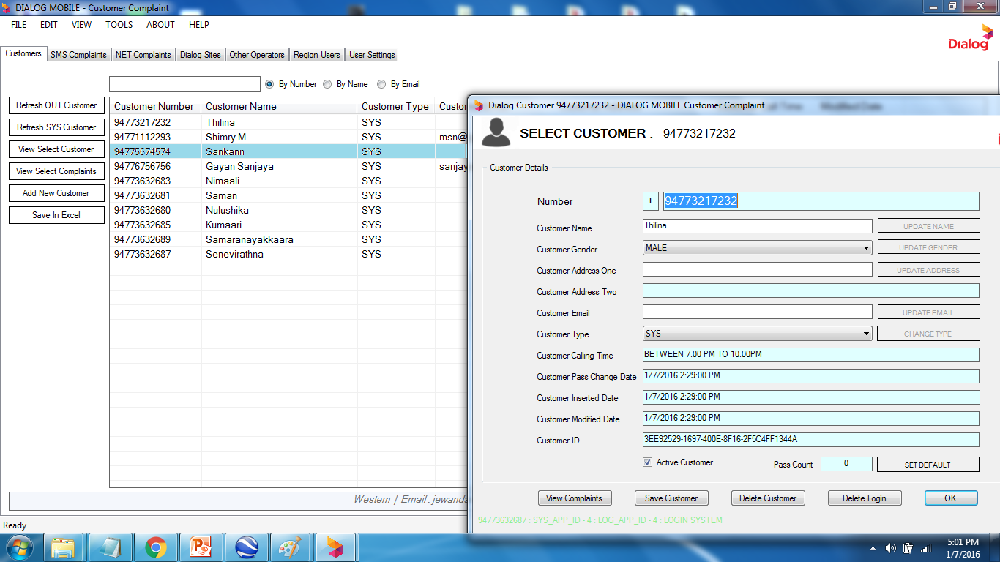 DIALOG MOBILE - Customer Complaint
FILE EDIT VIEW TOOLS ABOUT HELP
Dialog
Customers SMS Complaints NET Complaints Dialog Sites Other Operators Region Users User Settings
By Number By Name By Email
Refresh OUT Customer
Refresh SYS Customer
View Select Customer
View Select Complaints
Add New Customer
Save In Excel
Customer Number Customer Name Customer Type Custor
94773217232 Thilina SYS
94771112293 Shimry M SYS msn@
94775674574 Sankann SYS
94776756756 Gayan Sanjaya SYS sanjay
94773632683 Nimaali SYS
94773632681 Saman SYS
94773632680 Nulushika SYS
94773632685 Kumaari SYS
94773632689 Samaranayakkaara SYS
94773632687 Senevirathna SYS
Western | Email : jewanda
Ready
Dialog Customer 94773217232 - DIALOG MOBILE Customer Complaint
Modified Date
SELECT CUSTOMER : 94773217232
Customer Details
Number + 94773217232
Customer Name Thilina UPDATE NAME
Customer Gender MALE UPDATE GENDER
Customer Address One UPDATE ADDRESS
Customer Address Two
Customer Email UPDATE EMAIL
Customer Type SYS CHANGE TYPE
Customer Calling Time BETWEEN 7:00 PM TO 10:00PM
Customer Pass Change Date 1/7/2016 2:29:00 PM
Customer Inserted Date 1/7/2016 2:29:00 PM
Customer Modified Date 1/7/2016 2:29:00 PM
Customer ID 3EE92529-1697-400E-8F16-2F5C4FF1344A
Active Customer Pass Count 0 SET DEFAULT
View Complaints Save Customer Delete Customer Delete Login OK
94773632687 : SYS_APP_ID - 4 : LOG_APP_ID - 4 : LOGIN SYSTEM
5:01 PM
1/7/2016